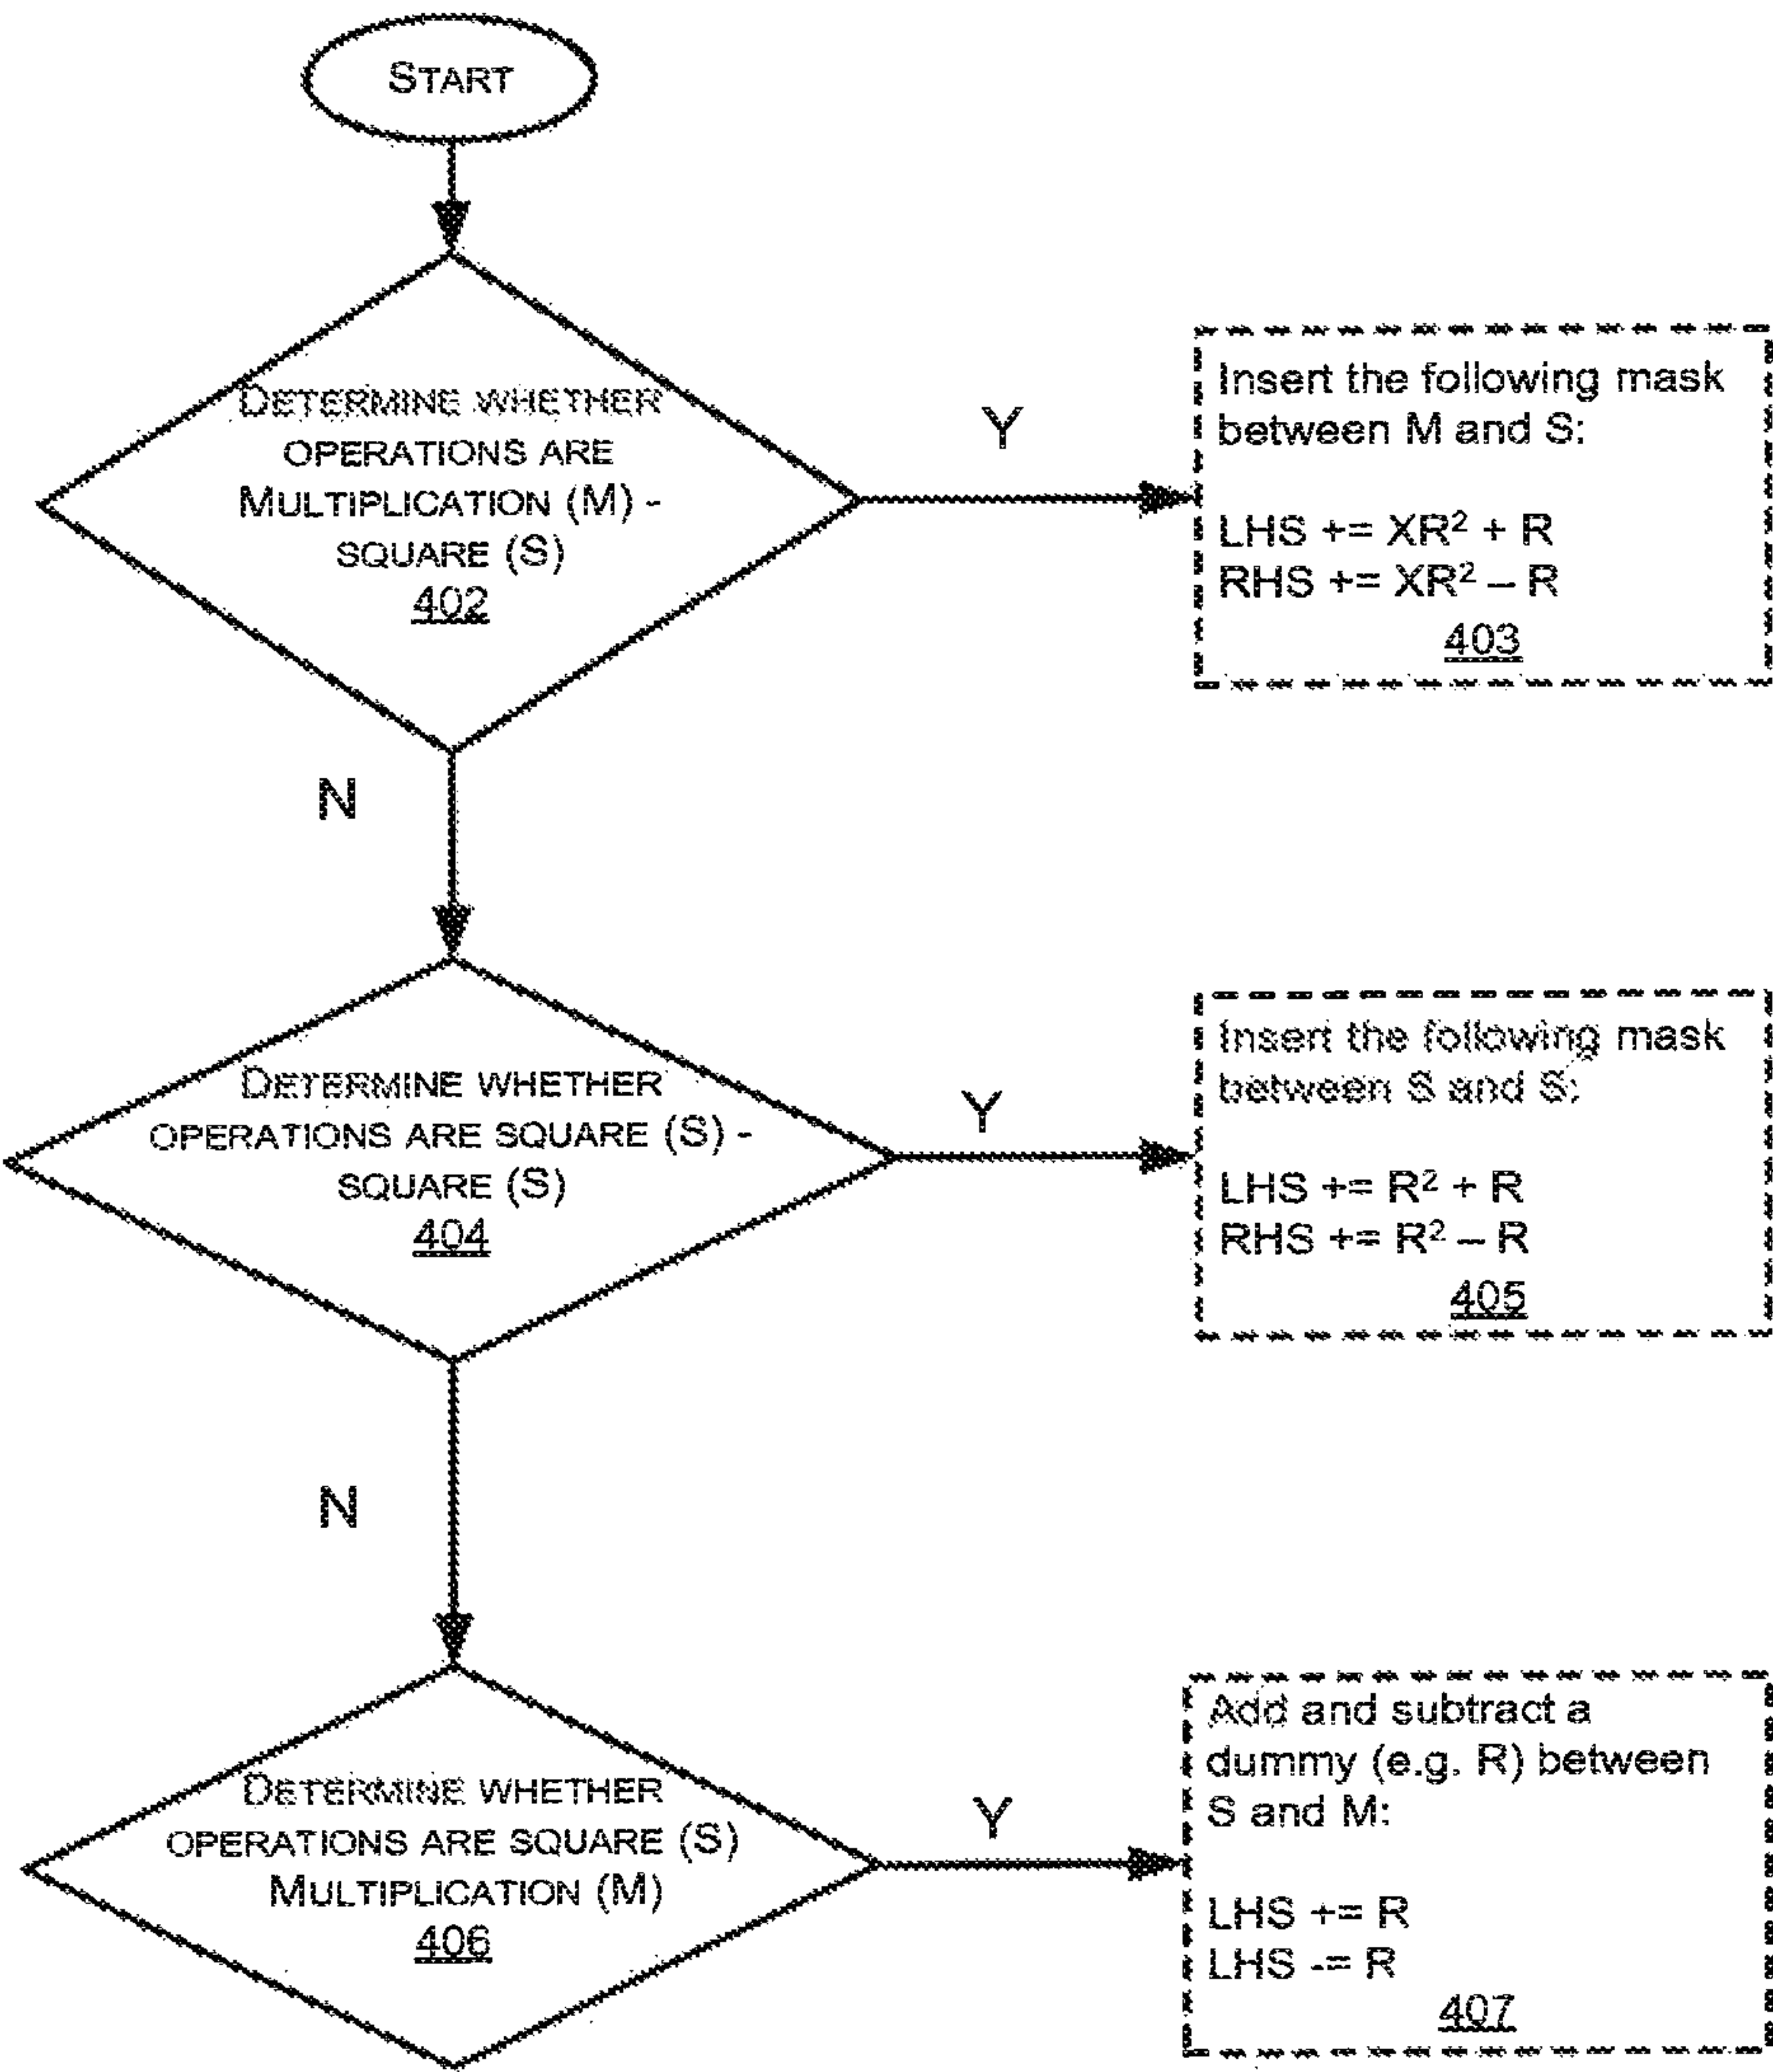 START
DETERMINE WHETHER
OPERATIONS ARE
MULTIPLICATION (M) -
SQUARE (S)
402
Y
Insert the following mask
between M and S:
LHS += XR² + R
RHS += XR² – R
403
N
DETERMINE WHETHER
OPERATIONS ARE SQUARE (S) -
SQUARE (S)
404
Y
Insert the following mask
between S and S:
LHS += R² + R
RHS += R² – R
405
N
DETERMINE WHETHER
OPERATIONS ARE SQUARE (S)
MULTIPLICATION (M)
406
Y
Add and subtract a
dummy (e.g. R) between
S and M:
LHS += R
LHS -= R
407